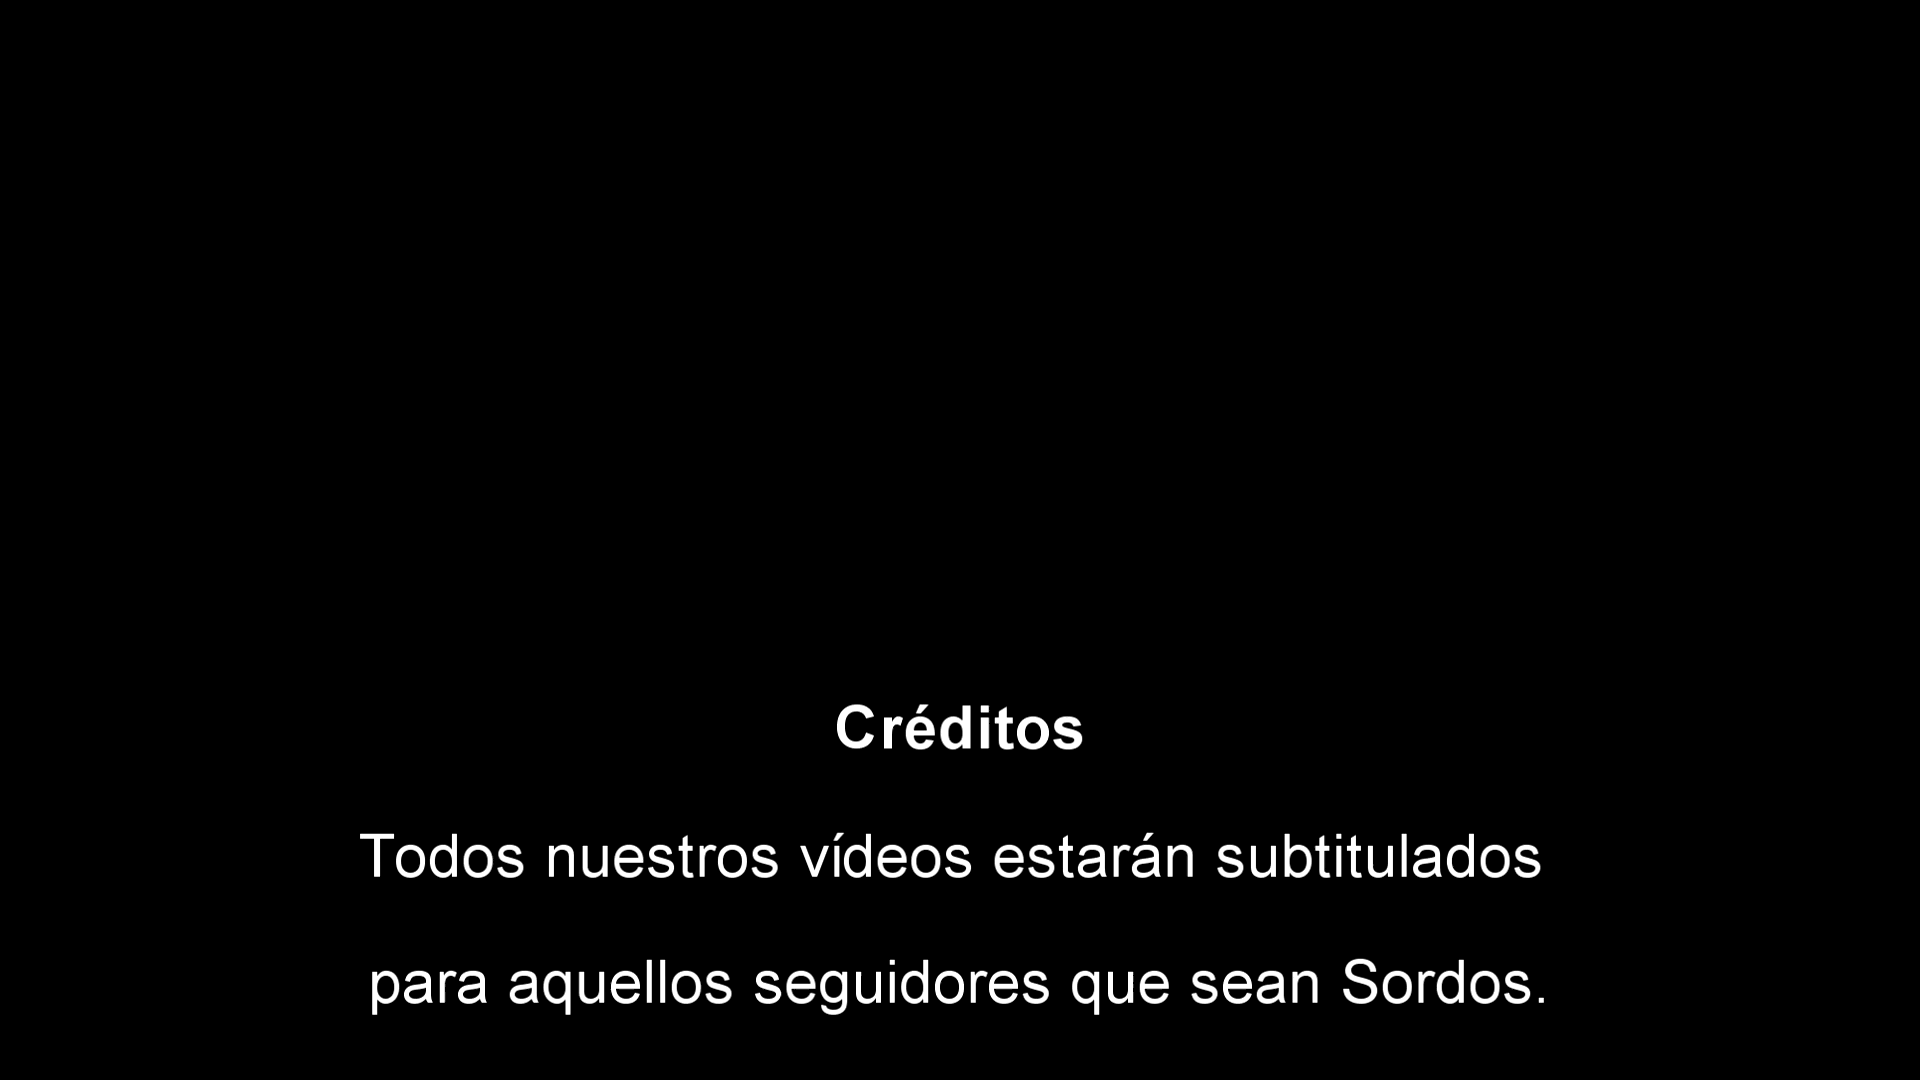 Créditos
Todos nuestros vídeos estarán subtitulados
para aquellos seguidores que sean Sordos.